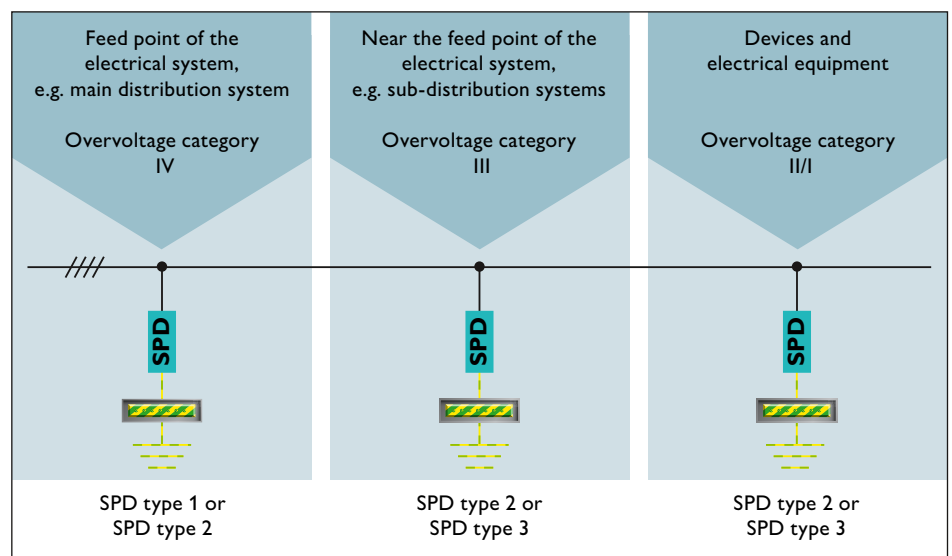 Feed point of the
electrical system,
e.g. main distribution system
Overvoltage category
IV
SPD
SPD type 1 or
SPD type 2
Near the feed point of the
electrical system,
e.g. sub-distribution systems
Overvoltage category
III
SPD
SPD type 2 or
SPD type 3
Devices and
electrical equipment
Overvoltage category
II/I
SPD
SPD type 2 or
SPD type 3